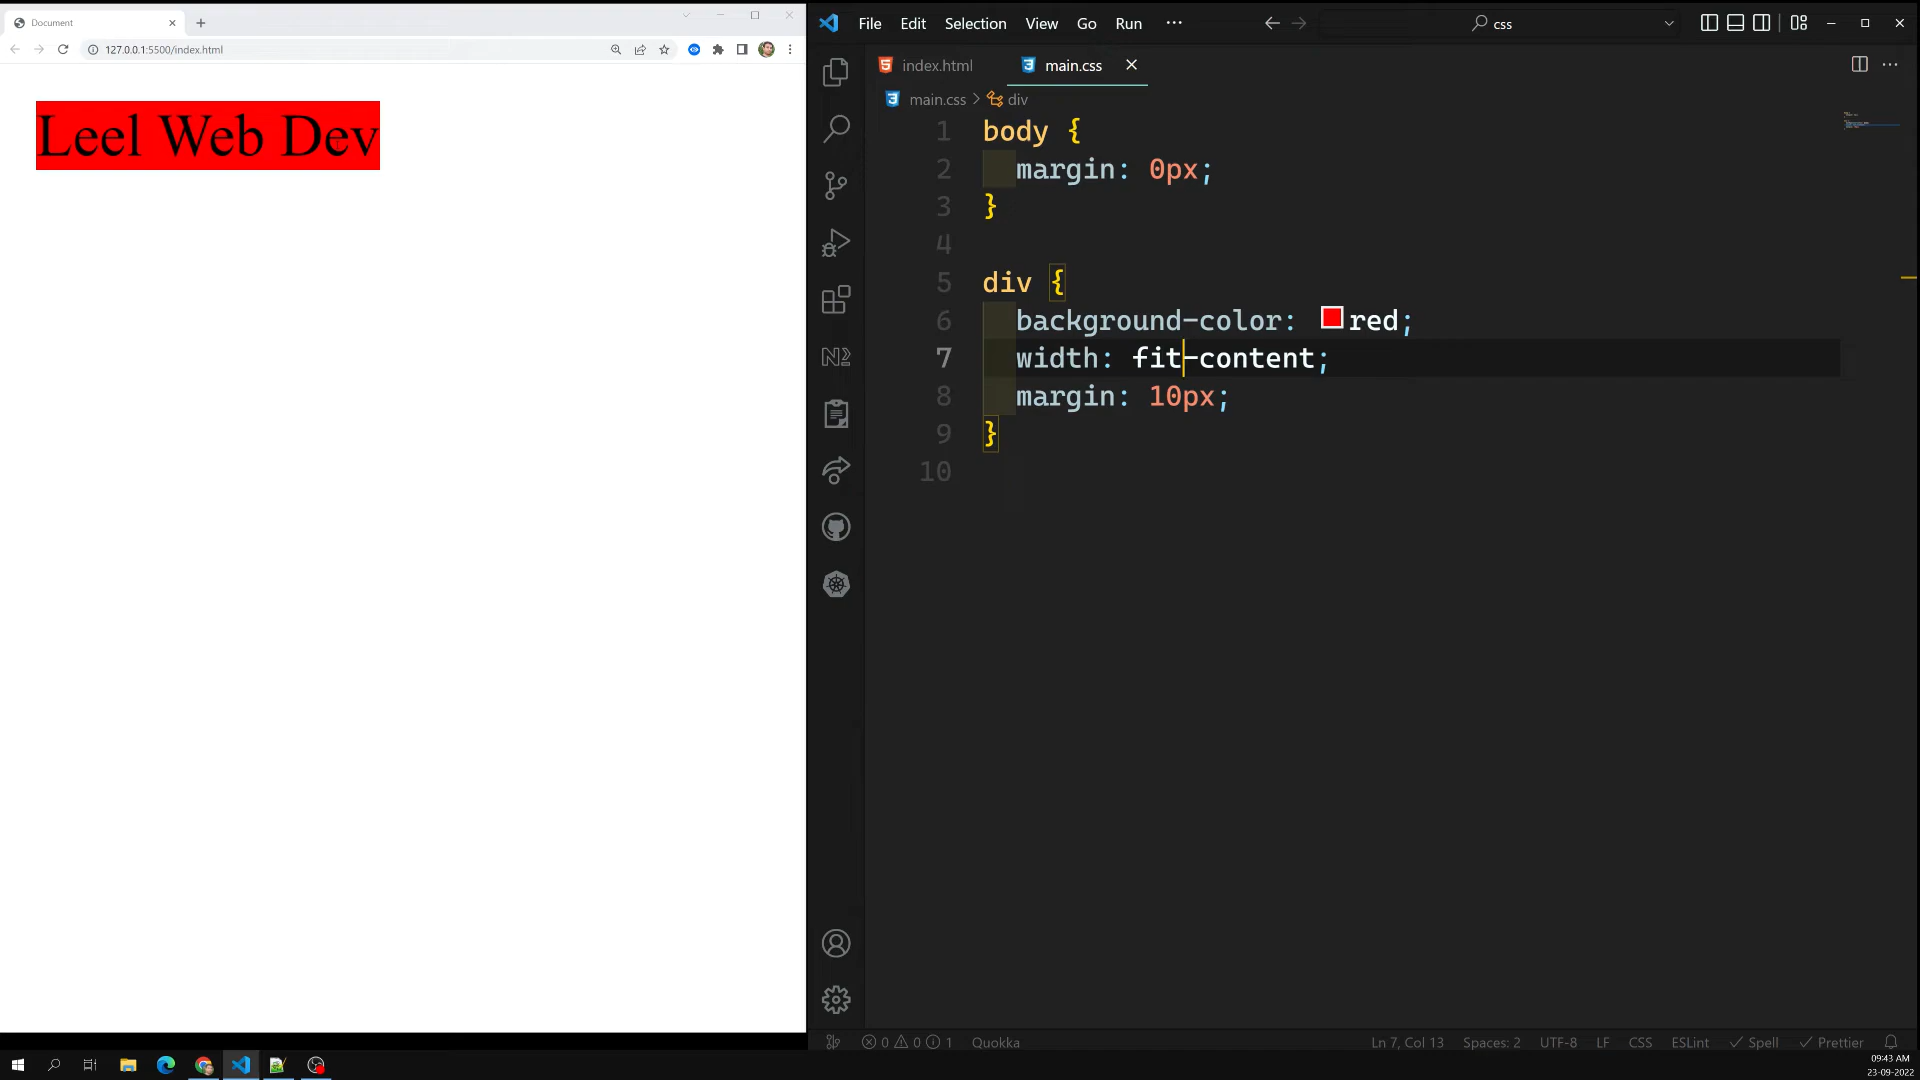 Document
127.0.0.1:5500/index.html
Leel Web Dev
File Edit Selection View Go Run ···
css
index.html
main.css
main.css > div
1 body {
2 margin: 0px;
3 }
4
5 div {
6 background-color: red;
7 width: fit-content;
8 margin: 10px;
9 }
10
0 0 1 Quokka
Ln 7, Col 13 Spaces: 2 UTF-8 LF CSS ESLint Spell Prettier
09:43 AM
23-09-2022